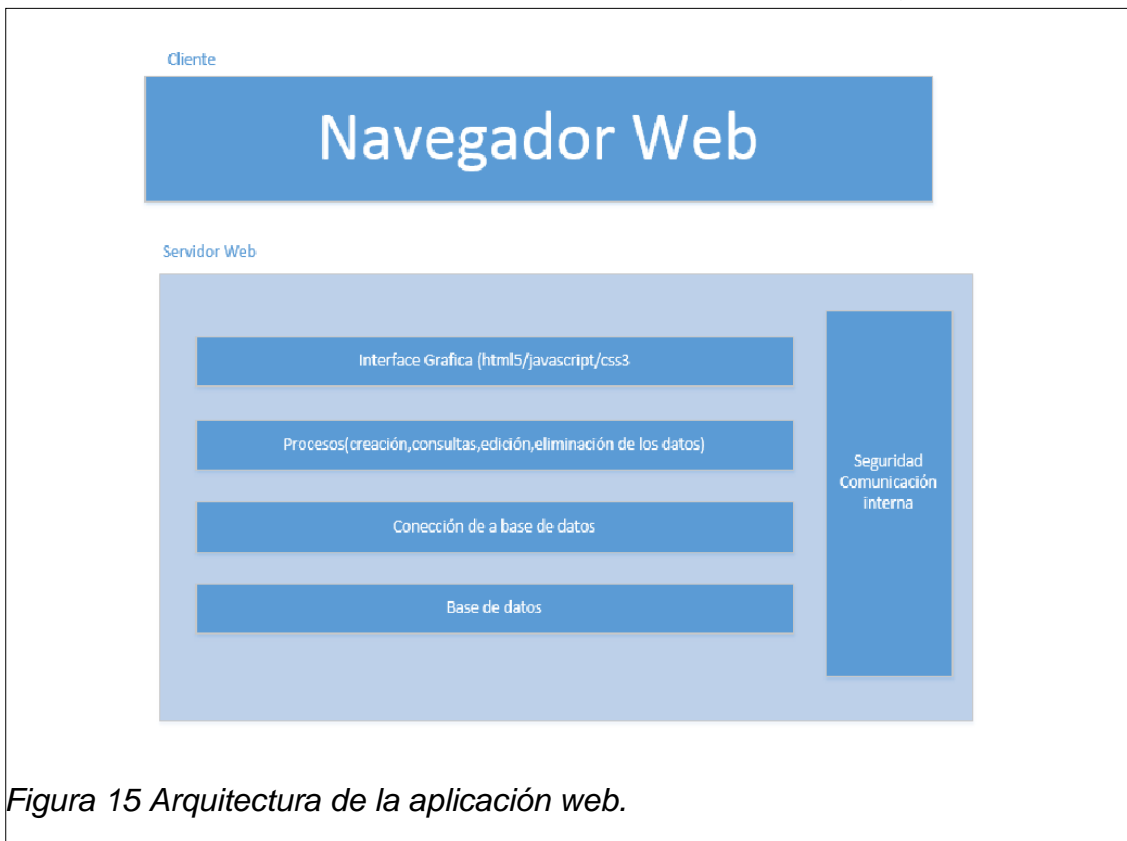 Cliente
Navegador Web
Servidor Web
Interface Grafica (html5/javascript/css3
Procesos(creación,consultas,edición,eliminación de los datos)
Conección de a base de datos
Base de datos
Seguridad
Comunicación
interna
Figura 15 Arquitectura de la aplicación web.